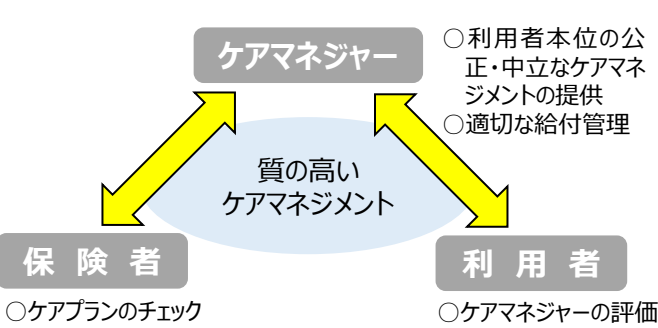 ケアマネジャー
○利用者本位の公
正・中立なケアマネ
ジメントの提供
○適切な給付管理
質の高い
ケアマネジメント
保 険 者
利 用 者
○ケアプランのチェック
○ケアマネジャーの評価